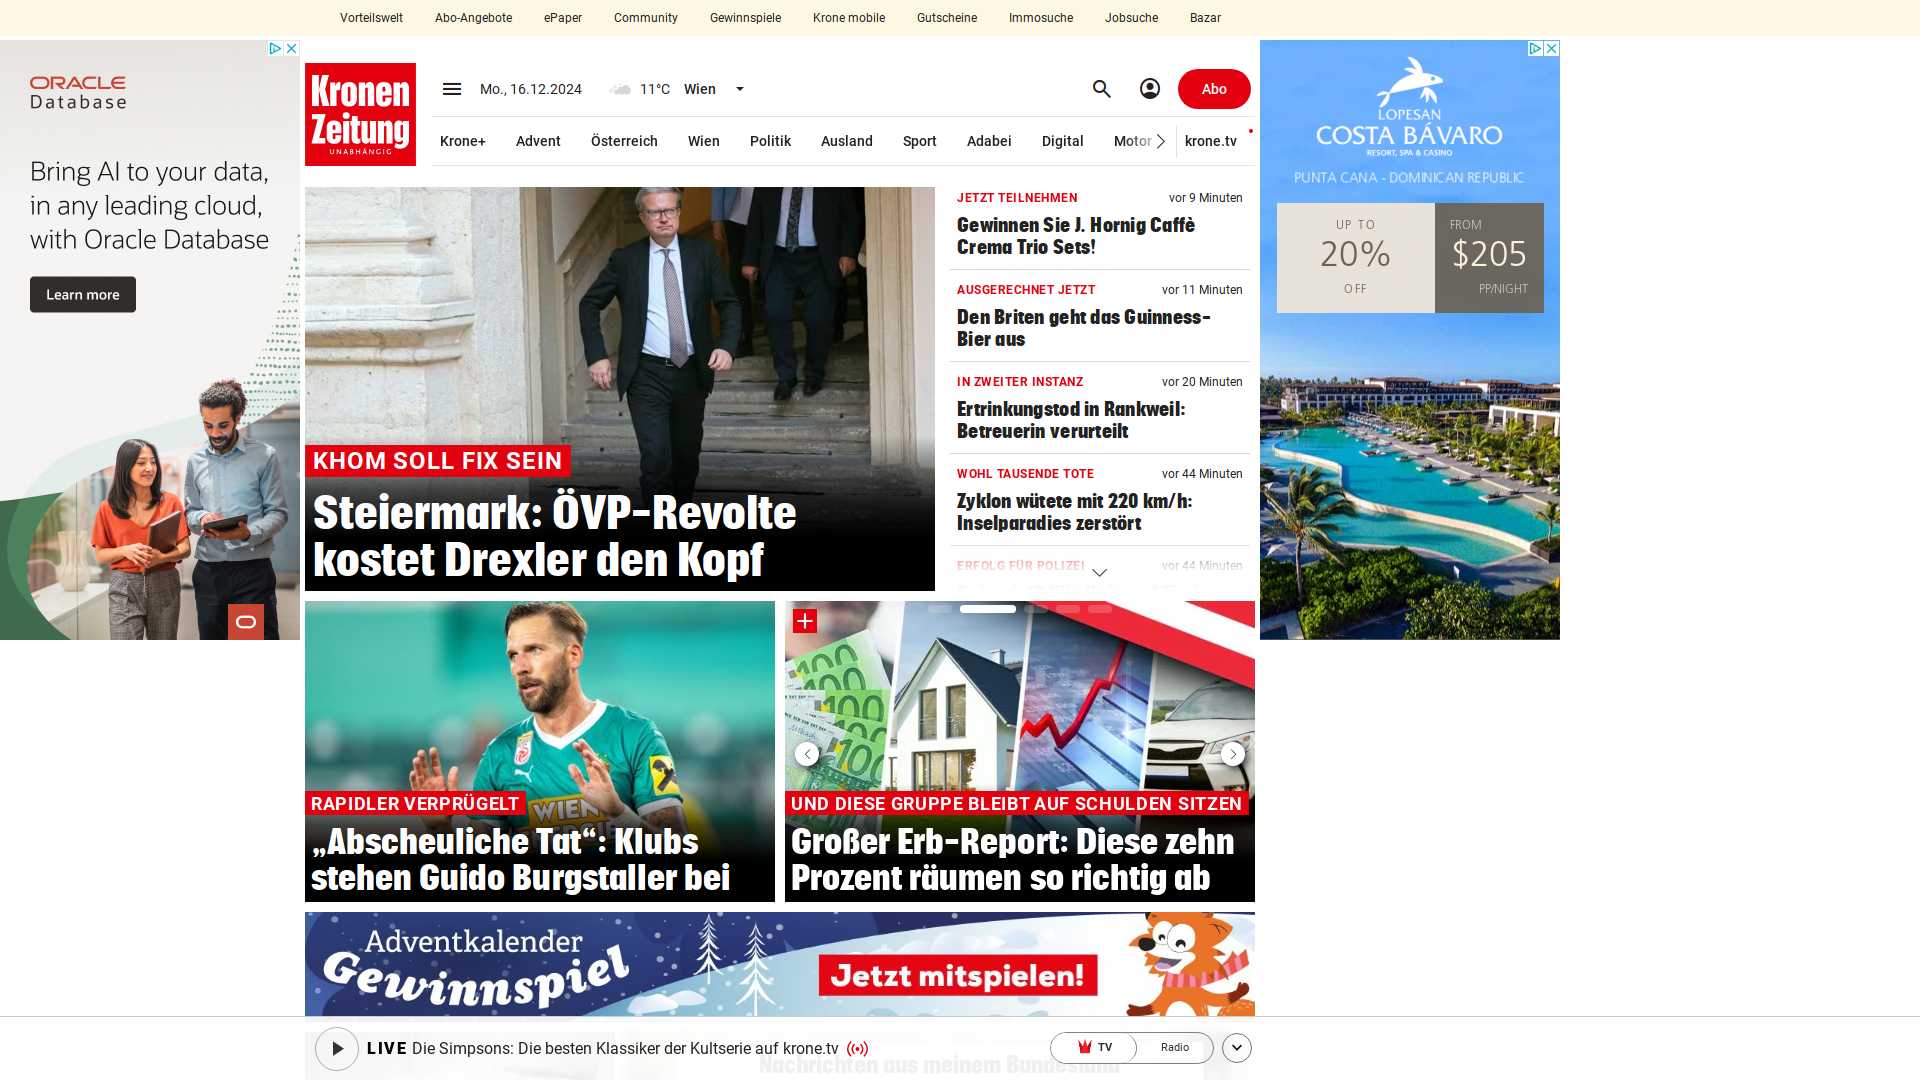 Vorteilswelt
Abo-Angebote
ePaper
Community
Gewinnspiele
Krone mobile
Gutscheine
Immosuche
Jobsuche
Bazar
ORACLE
Database
Bring AI to your data,
in any leading cloud,
with Oracle Database
Learn more
Kronen
Zeitung
UNABHÄNGIG
Mo., 16.12.2024
11°C
Wien
Abo
Krone+
Advent
Österreich
Wien
Politik
Ausland
Sport
Adabei
Digital
Motor
krone.tv
KHOM SOLL FIX SEIN
Steiermark: ÖVP-Revolte
kostet Drexler den Kopf
JETZT TEILNEHMEN
vor 9 Minuten
Gewinnen Sie J. Hornig Caffè
Crema Trio Sets!
AUSGERECHNET JETZT
vor 11 Minuten
Den Briten geht das Guinness-
Bier aus
IN ZWEITER INSTANZ
vor 20 Minuten
Ertrinkungstod in Rankweil:
Betreuerin verurteilt
WOHL TAUSENDE TOTE
vor 44 Minuten
Zyklon wütete mit 220 km/h:
Inselparadies zerstört
ERFOLG FÜR POLIZEI
vor 44 Minuten
LOPESAN
COSTA BÁVARO
RESORT, SPA & CASINO
PUNTA CANA - DOMINICAN REPUBLIC
UP TO
20%
OFF
FROM
$205
PP/NIGHT
WIEN
RAPIDLER VERPRÜGELT
„Abscheuliche Tat“: Klubs
stehen Guido Burgstaller bei
100
100
100
UND DIESE GRUPPE BLEIBT AUF SCHULDEN SITZEN
Großer Erb-Report: Diese zehn
Prozent räumen so richtig ab
Adventkalender
Gewinnspiel
Jetzt mitspielen!
LIVE Die Simpsons: Die besten Klassiker der Kultserie auf krone.tv
TV
Radio
Nachrichten aus meinem Bundesland